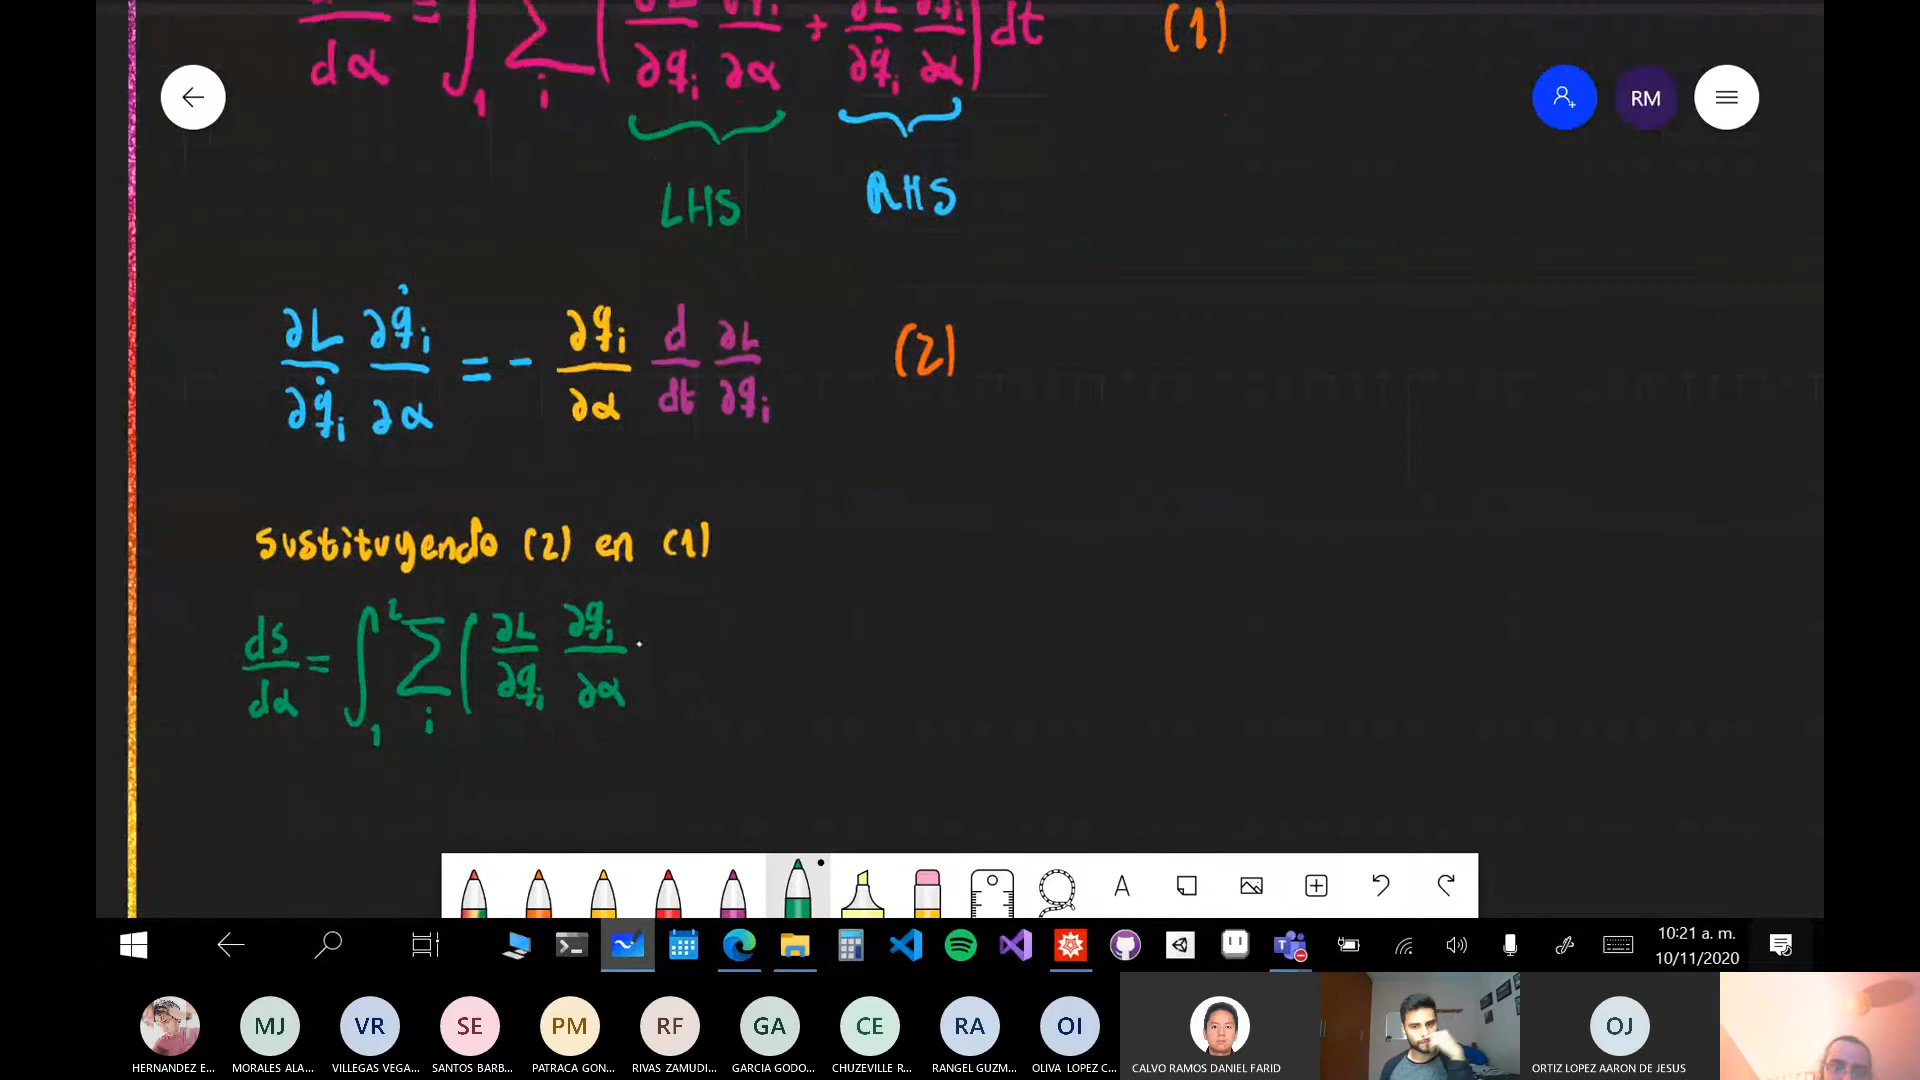 dα = ∫₁ Σᵢ ( ∂qᵢ ∂α + ∂L/∂q̇ᵢ ∂α ) dt (1)
LHS RHS
RM
∂L/∂q̇ᵢ ∂q̇ᵢ/∂α = - ∂qᵢ/∂α d/dt ∂L/∂qᵢ (2)
sustituyendo (2) en (1)
ds/dα = ∫₁² Σᵢ ( ∂L/∂qᵢ ∂qᵢ/∂α
10:21 a. m.
10/11/2020
MJ VR SE PM RF GA CE RA OI OJ
HERNANDEZ E... MORALES ALA... VILLEGAS VEGA... SANTOS BARB... PATRACA GON... RIVAS ZAMUDI... GARCIA GODO... CHUZEVILLE R... RANGEL GUZM... OLIVA LOPEZ C... CALVO RAMOS DANIEL FARID ORTIZ LOPEZ AARON DE JESUS